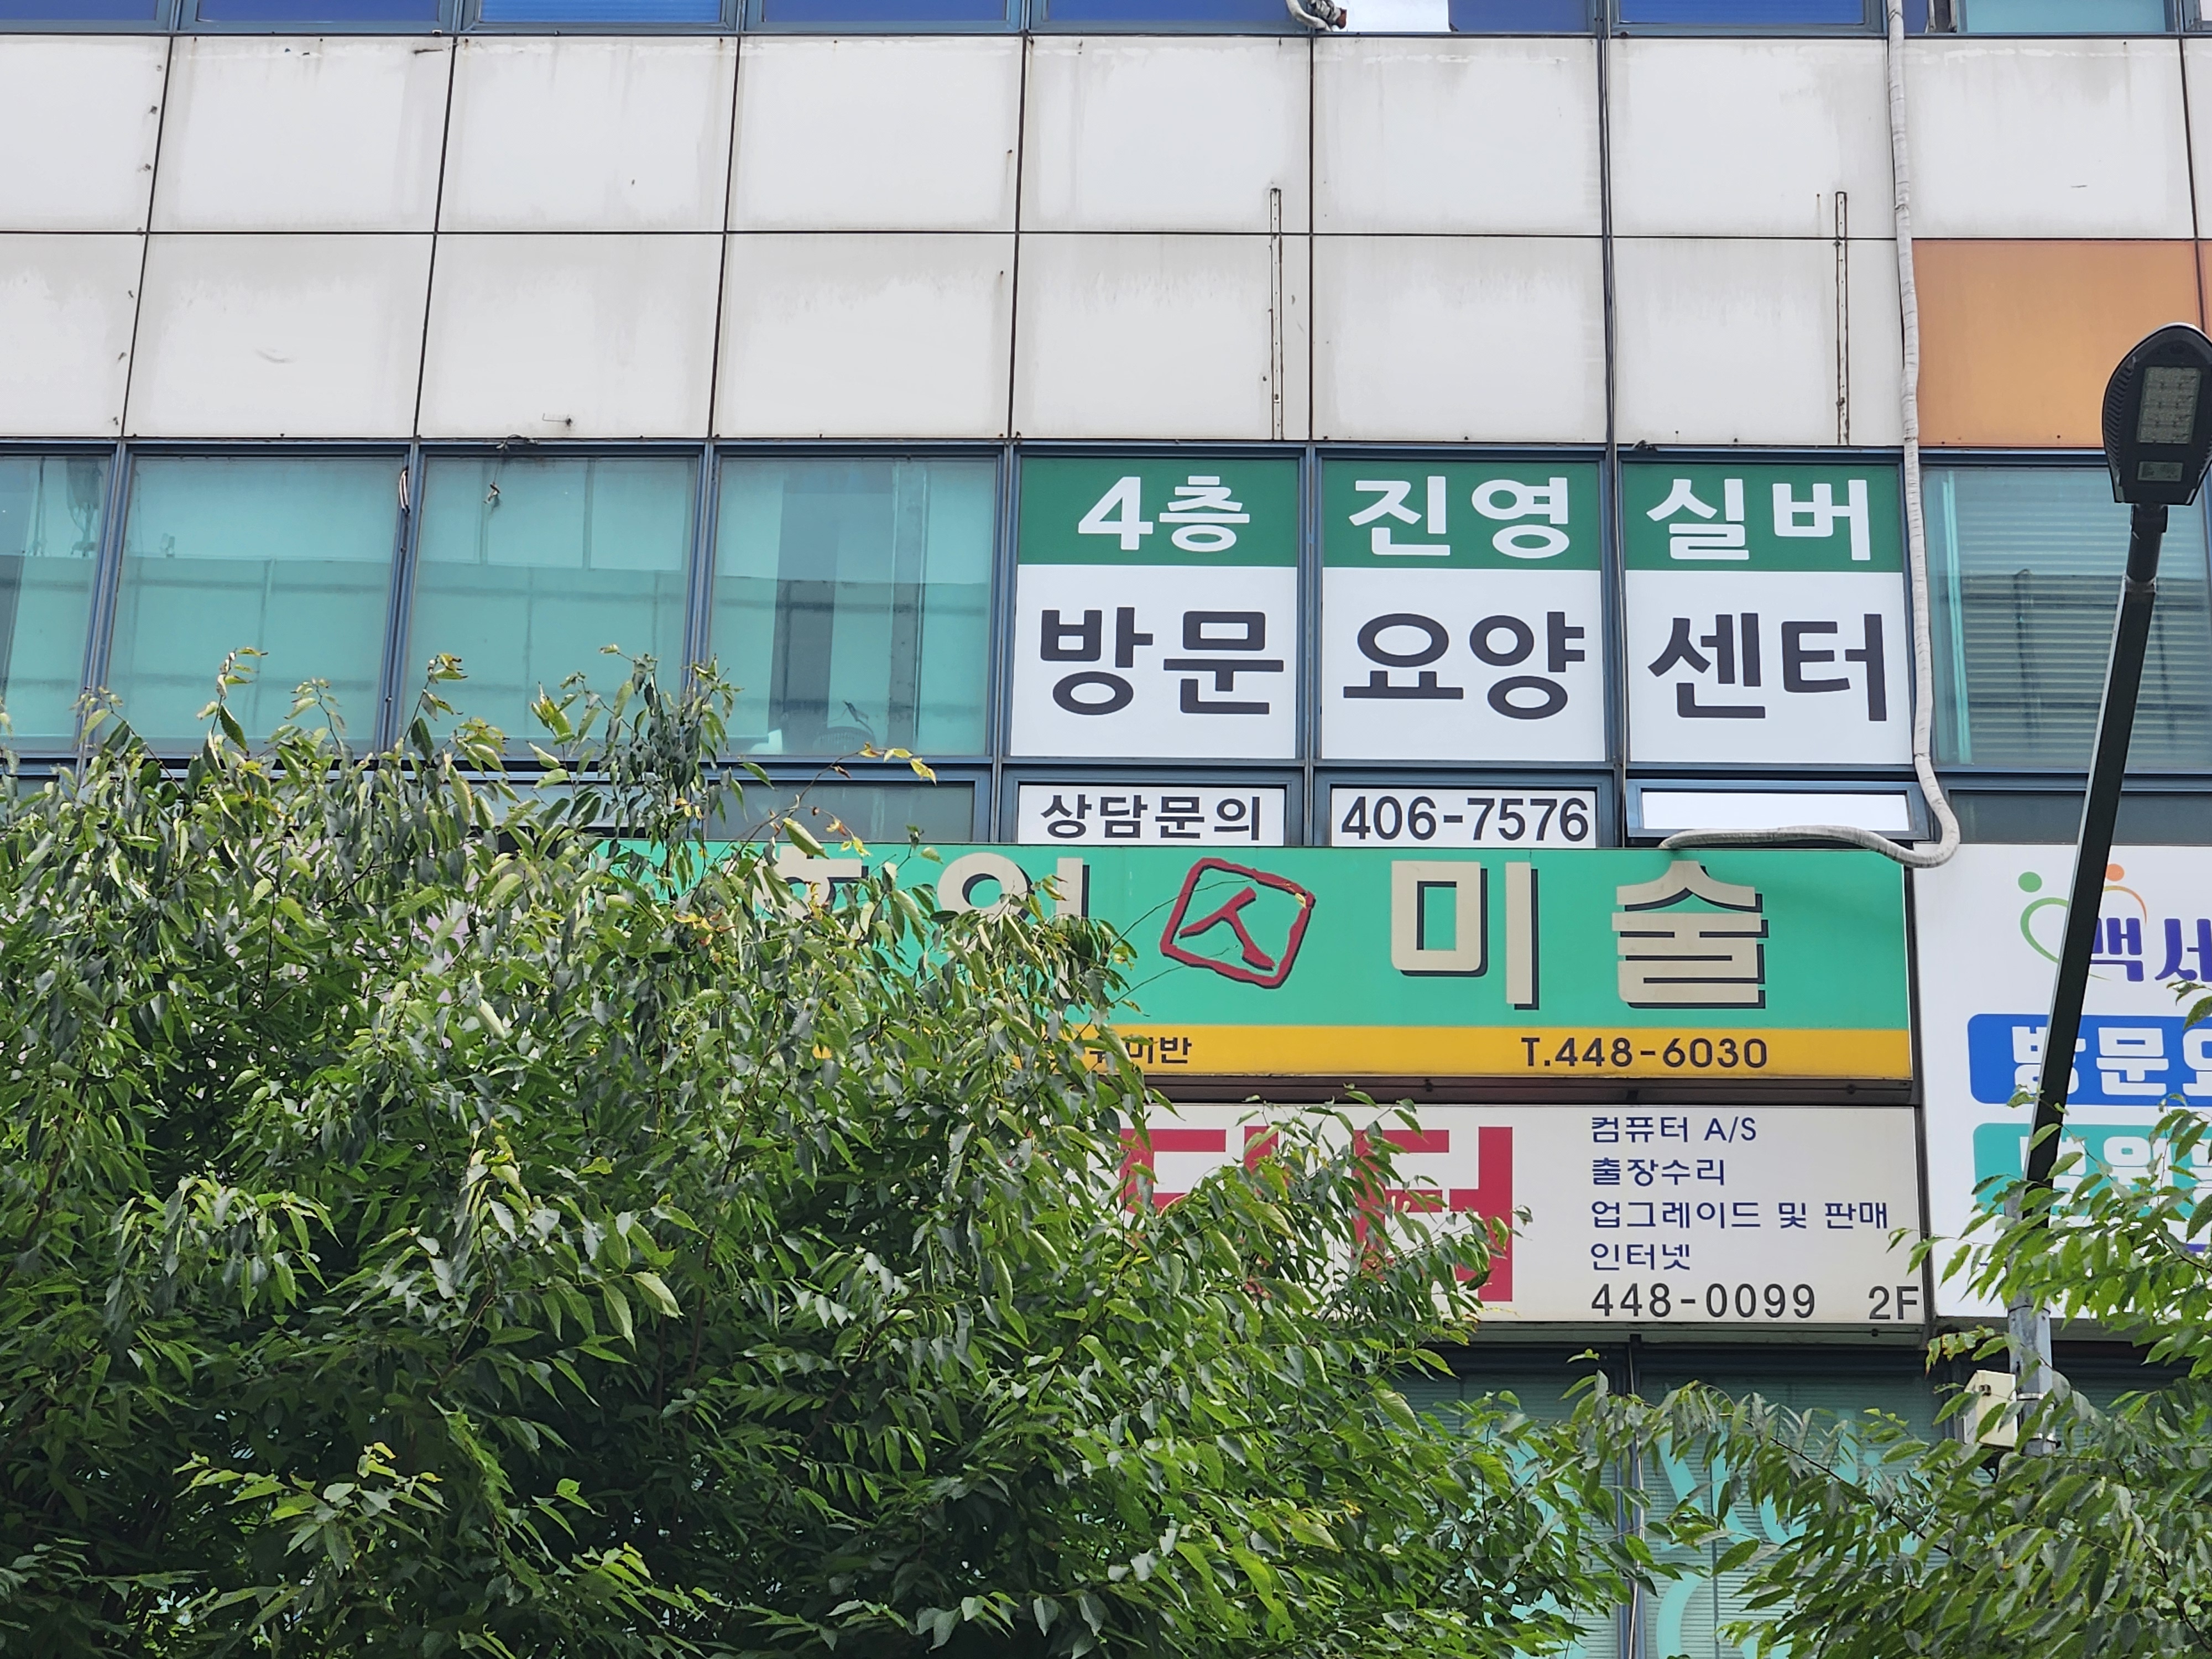 4층 진영 실버
방문 요양 센터
상담문의 406-7576
미술
T.448-6030
컴퓨터 A/S
출장수리
업그레이드 및 판매
인터넷
448-0099 2F